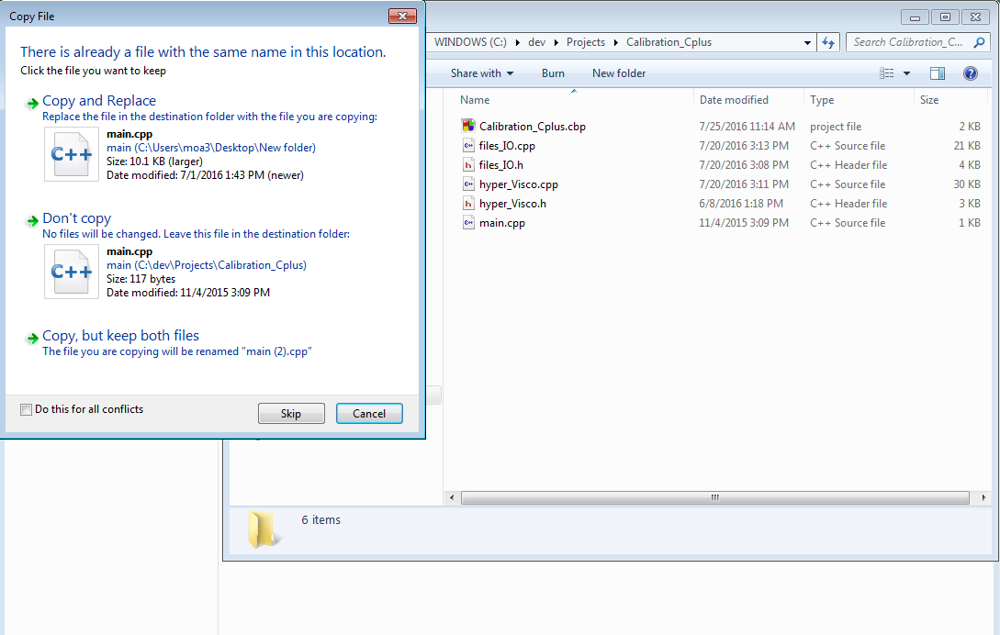 Copy File
There is already a file with the same name in this location.
Click the file you want to keep
Copy and Replace
Replace the file in the destination folder with the file you are copying:
C++
main.cpp
main (C:\Users\moa3\Desktop\New folder)
Size: 10.1 KB (larger)
Date modified: 7/1/2016 1:43 PM (newer)
Don't copy
No files will be changed. Leave this file in the destination folder:
C++
main.cpp
main (C:\dev\Projects\Calibration_Cplus)
Size: 117 bytes
Date modified: 11/4/2015 3:09 PM
Copy, but keep both files
The file you are copying will be renamed "main (2).cpp"
Do this for all conflicts
Skip
Cancel
WINDOWS (C:) dev Projects Calibration_Cplus
Search Calibration_C...
Share with Burn New folder
Name Date modified Type Size
Calibration_Cplus.cbp 7/25/2016 11:14 AM project file 2 KB
files_IO.cpp 7/20/2016 3:13 PM C++ Source file 21 KB
files_IO.h 7/20/2016 3:08 PM C++ Header file 4 KB
hyper_Visco.cpp 7/20/2016 3:11 PM C++ Source file 30 KB
hyper_Visco.h 6/8/2016 1:18 PM C++ Header file 3 KB
main.cpp 11/4/2015 3:09 PM C++ Source file 1 KB
6 items